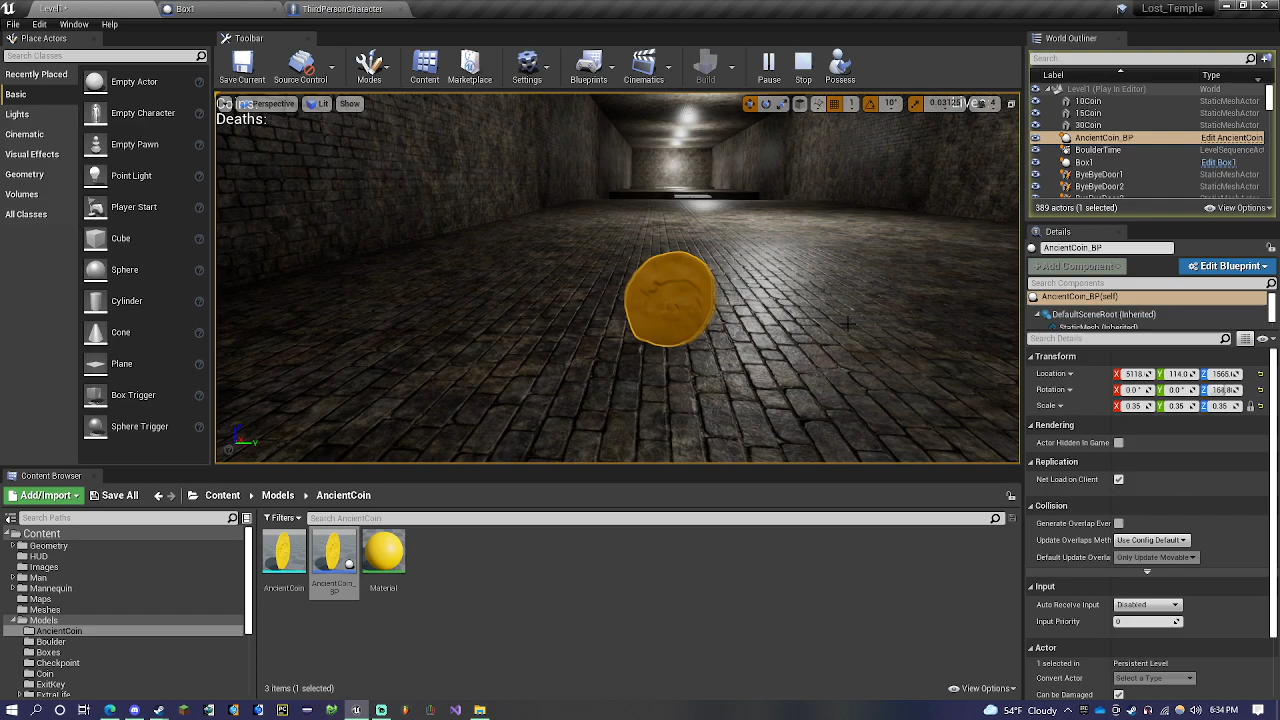 Level1*
Box1
ThirdPersonCharacter
Lost_Temple
File Edit Window Help
Place Actors
Search Classes
Recently Placed
Basic
Lights
Cinematic
Visual Effects
Geometry
Volumes
All Classes
Empty Actor
Empty Character
Empty Pawn
Point Light
Player Start
Cube
Sphere
Cylinder
Cone
Plane
Box Trigger
Sphere Trigger
Toolbar
Save Current
Source Control
Modes
Content
Marketplace
Settings
Blueprints
Cinematics
Build
Pause
Stop
Possess
Perspective
Lit
Show
Deaths:
1
10°
4
World Outliner
Search
Label
Type
Level1 (Play In Editor) World
10Coin StaticMeshActor
15Coin StaticMeshActor
30Coin StaticMeshActor
AncientCoin_BP Edit AncientCoin
BoulderTime LevelSequenceAct
Box1 Edit Box1
ByeByeDoor1 StaticMeshActor
ByeByeDoor2 StaticMeshActor
389 actors (1 selected)
View Options
Details
AncientCoin_BP
+Add Component
Edit Blueprint
Search Components
AncientCoin_BP(self)
DefaultSceneRoot (Inherited)
StaticMesh (Inherited)
Search Details
Transform
Location X 5118. Y 114.0 Z 1565.
Rotation X 0.0 ° Y 0.0 ° Z 164.8
Scale X 0.35 Y 0.35 Z 0.35
Rendering
Actor Hidden In Game
Replication
Net Load on Client
Collision
Generate Overlap Ever
Update Overlaps Meth Use Config Default
Default Update Overla Only Update Movable
Input
Auto Receive Input Disabled
Input Priority 0
Actor
1 selected in Persistent Level
Convert Actor Select a Type
Can be Damaged
Content Browser
Add/Import
Save All
Content
Models
AncientCoin
Search Paths
Filters
Search AncientCoin
Content
Geometry
HUD
Images
Man
Mannequin
Maps
Meshes
Models
AncientCoin
Boulder
Boxes
Checkpoint
Coin
ExitKey
ExtraLife
AncientCoin
AncientCoin_
BP
Material
3 items (1 selected)
View Options
54°F Cloudy
6:34 PM